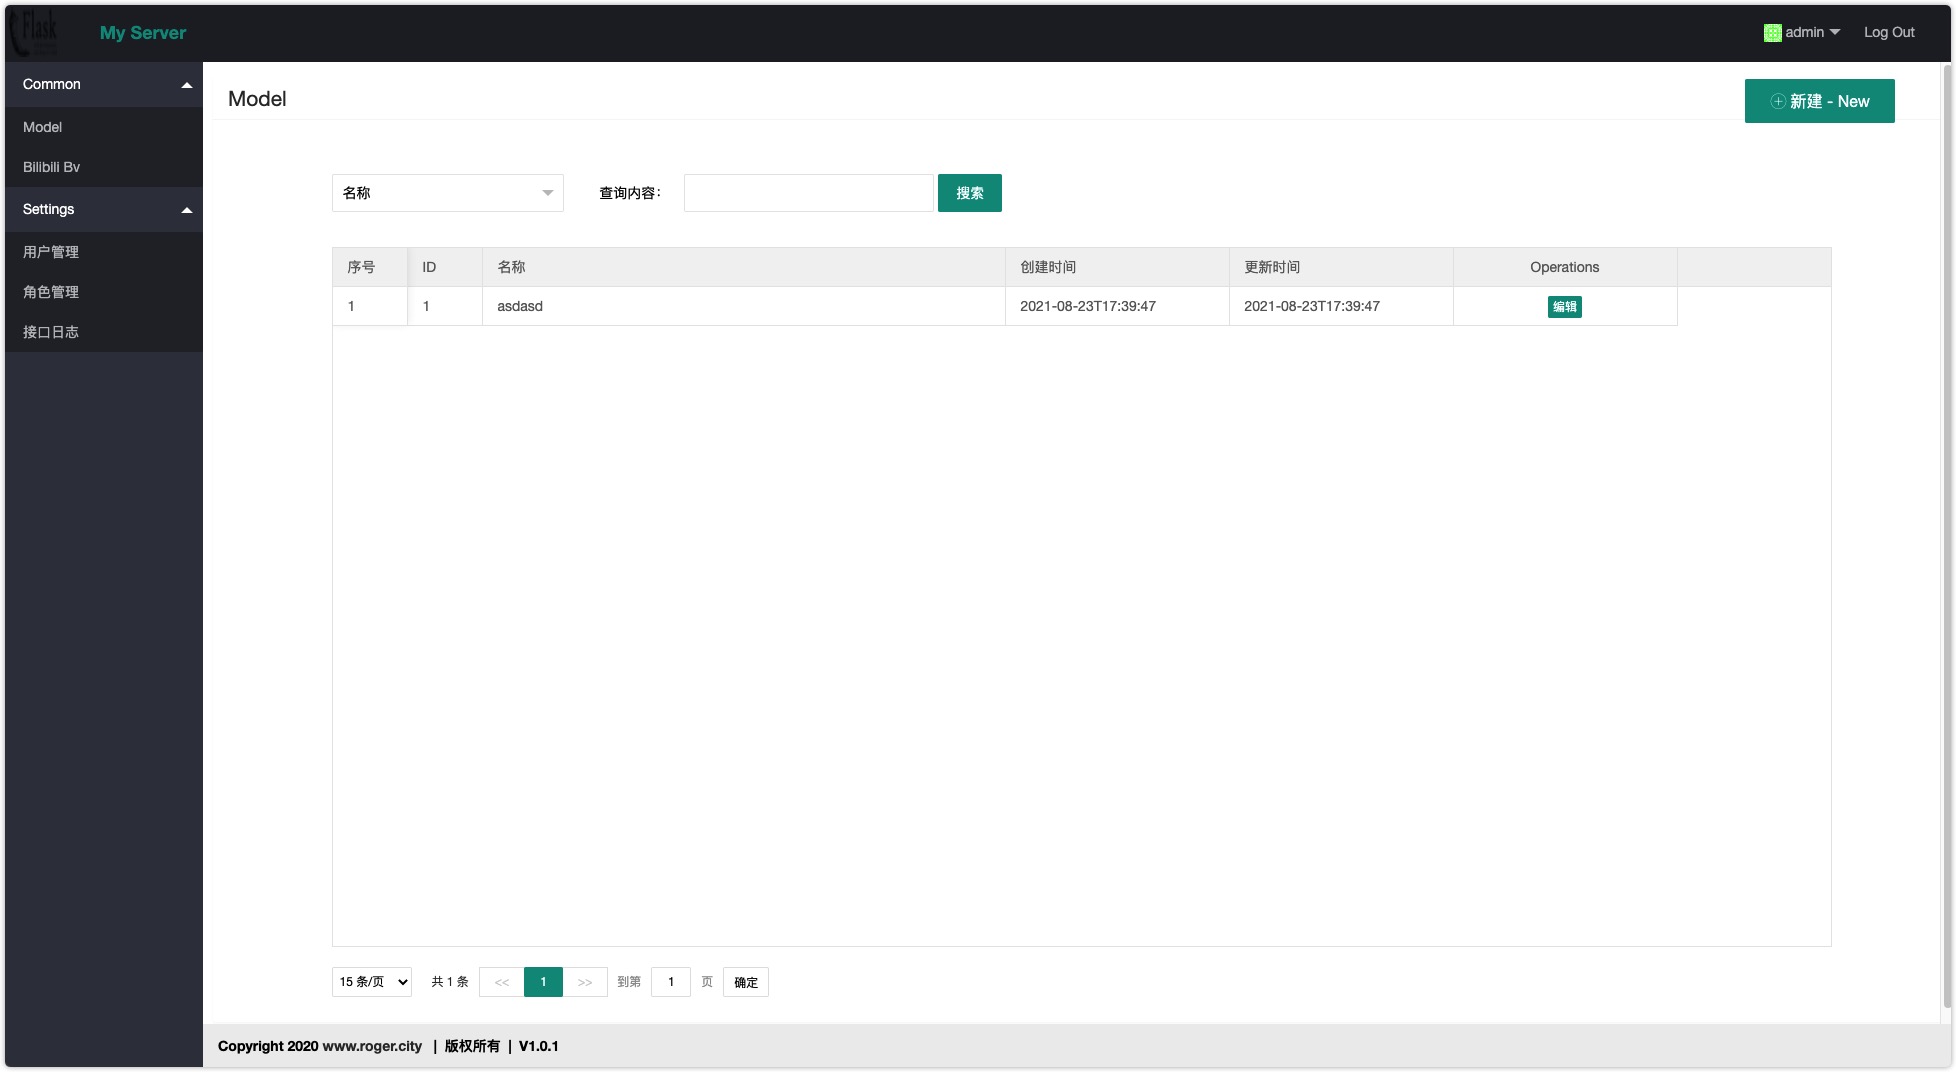 Flask
My Server
admin
Log Out
Common
Model
Bilibili Bv
Settings
用户管理
角色管理
接口日志
Model
新建 - New
名称
查询内容：
搜索
序号 ID 名称 创建时间 更新时间 Operations
1 1 asdasd 2021-08-23T17:39:47 2021-08-23T17:39:47 编辑
15 条/页 共 1 条 << 1 >> 到第 1 页 确定
Copyright 2020 www.roger.city | 版权所有 | V1.0.1